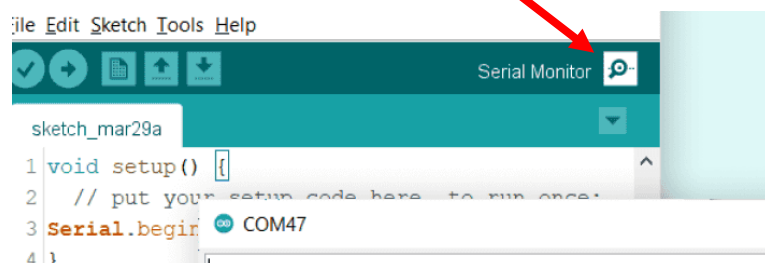 File Edit Sketch Tools Help
Serial Monitor
sketch_mar29a
1 void setup() {
2 // put your setup code here, to run once:
3 Serial.begin
COM47
4 }